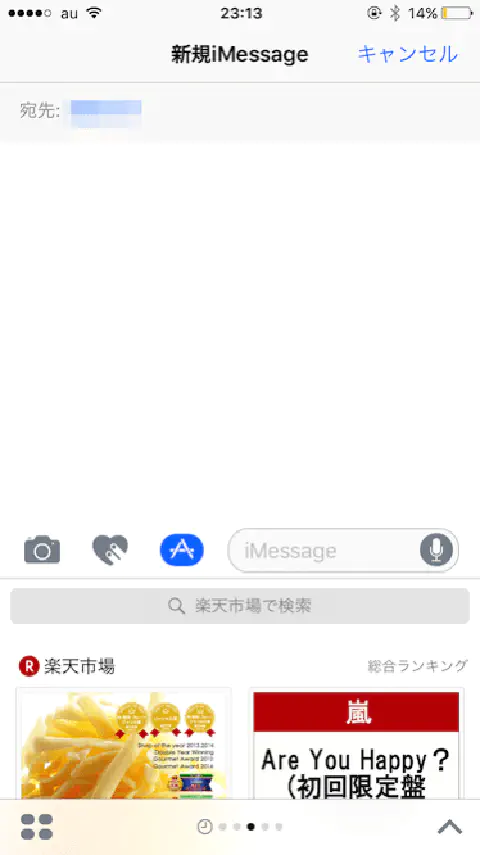 au 23:13 14%
新規iMessage キャンセル
宛先:
iMessage
楽天市場で検索
R 楽天市場 総合ランキング
Shop of the year 2013 2014
Double Year Winning
Gourmet Award 2015
Gourmet Award 2014
嵐
Are You Happy？
（初回限定盤